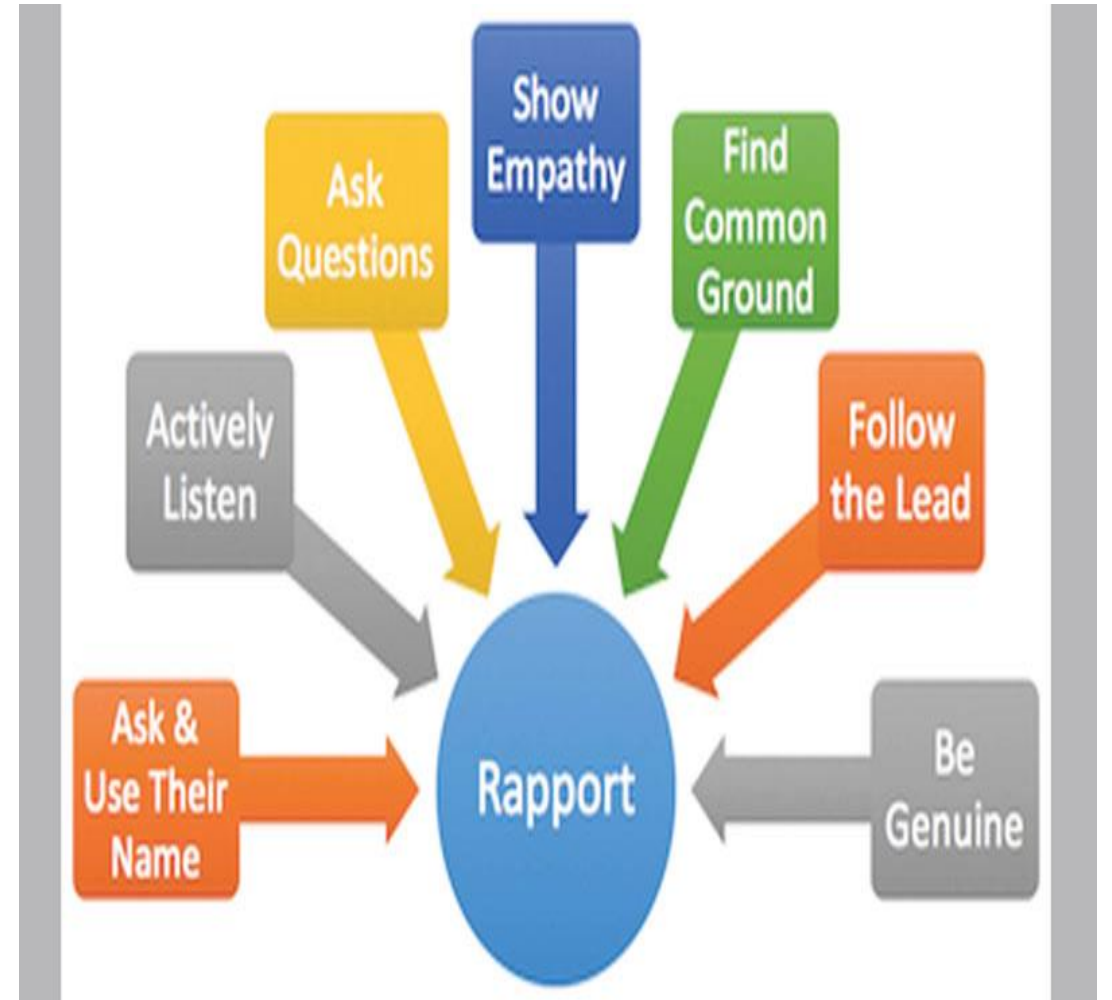 Show
Empathy
Ask
Questions
Find
Common
Ground
Actively
Listen
Follow
the Lead
Ask &
Use Their
Name
Rapport
Be
Genuine